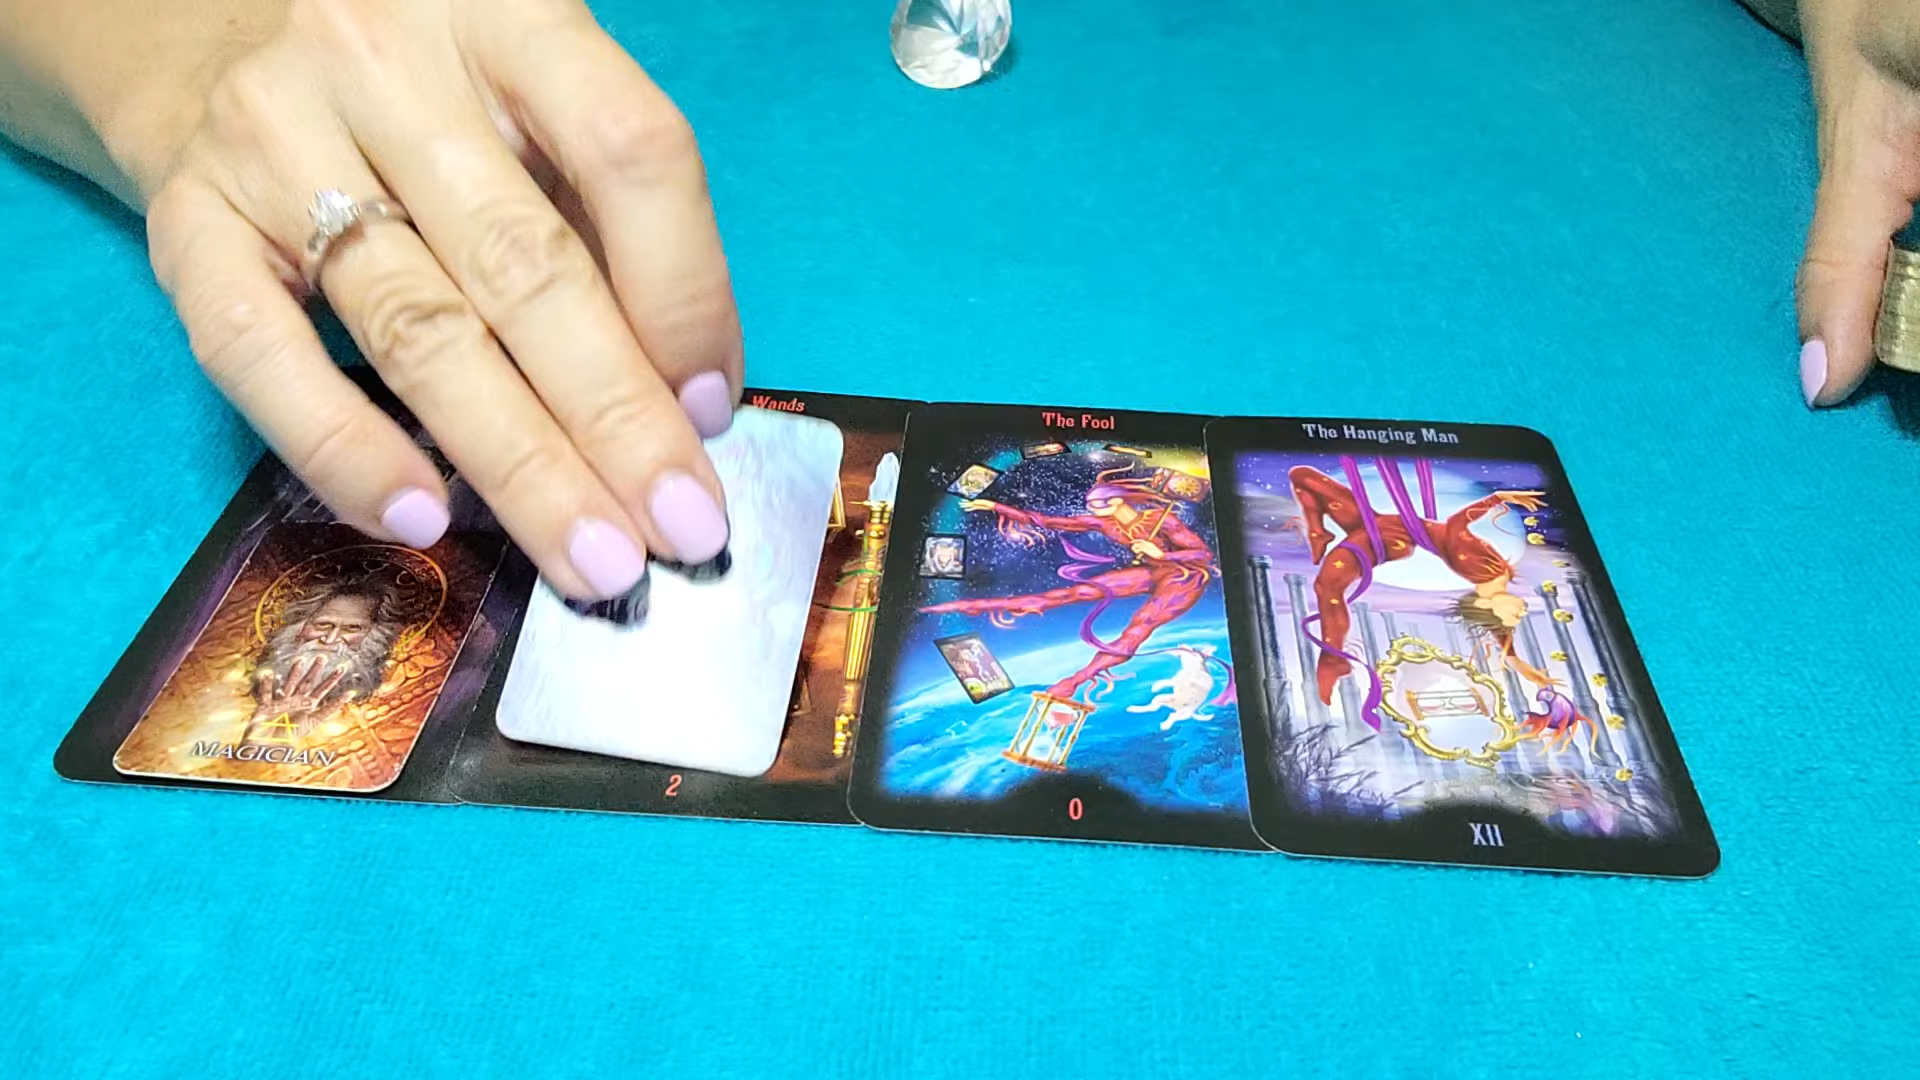 MAGICIAN
Wands
2
The Fool
0
The Hanging Man
XII